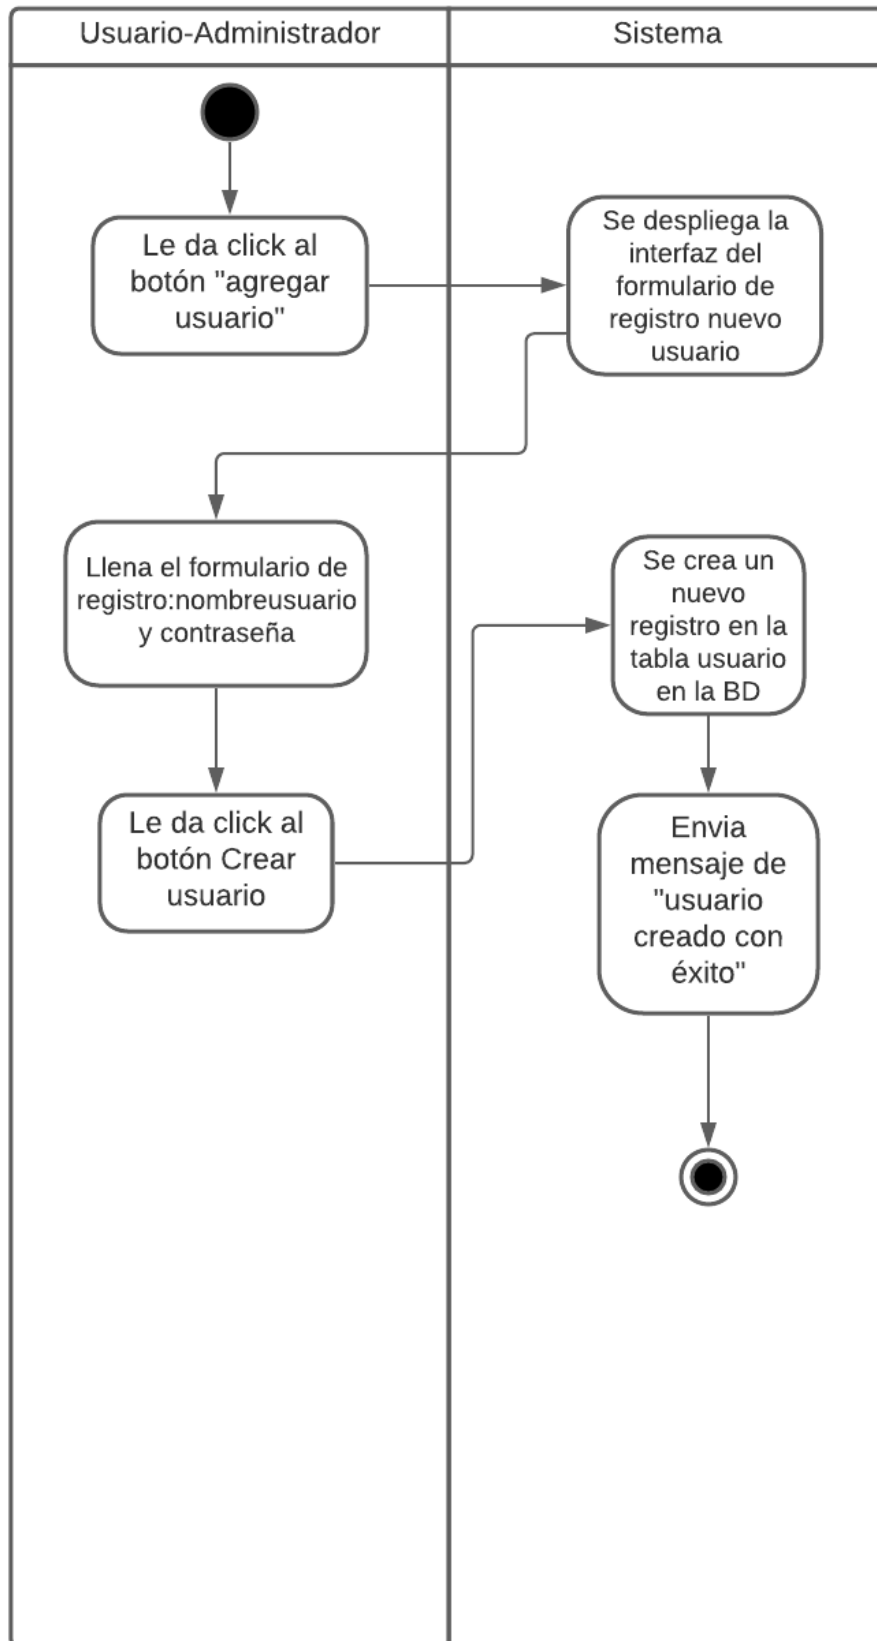 Usuario-Administrador
Sistema
Le da click al
botón "agregar
usuario"
Se despliega la
interfaz del
formulario de
registro nuevo
usuario
Llena el formulario de
registro:nombreusuario
y contraseña
Le da click al
botón Crear
usuario
Se crea un
nuevo
registro en la
tabla usuario
en la BD
Envia
mensaje de
"usuario
creado con
éxito"